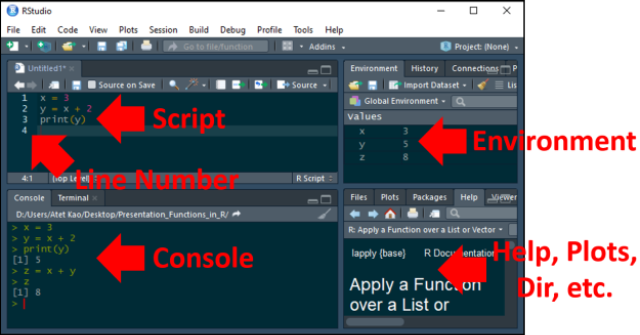 RStudio
File Edit Code View Plots Session Build Debug Profile Tools Help
Go to file/function Addins Project: (None)
Untitled1*
Source on Save Source
1 x = 3
2 y = x + 2
3 print(y)
4
Script
4:1 (Top Level) R Script
Line Number
Environment History Connections P
Import Dataset Lis
Global Environment
Values
x 3
y 5
z 8
Environment
Console Terminal
D:/Users/Atet Kao/Desktop/Presentation_Functions_in_R/
> x = 3
> y = x + 2
> print(y)
[1] 5
> z = x + y
> z
[1] 8
>
Console
Files Plots Packages Help Viewer
R: Apply a Function over a List or Vector
lapply {base} R Documentation
Apply a Function
over a List or
Help, Plots,
Dir, etc.